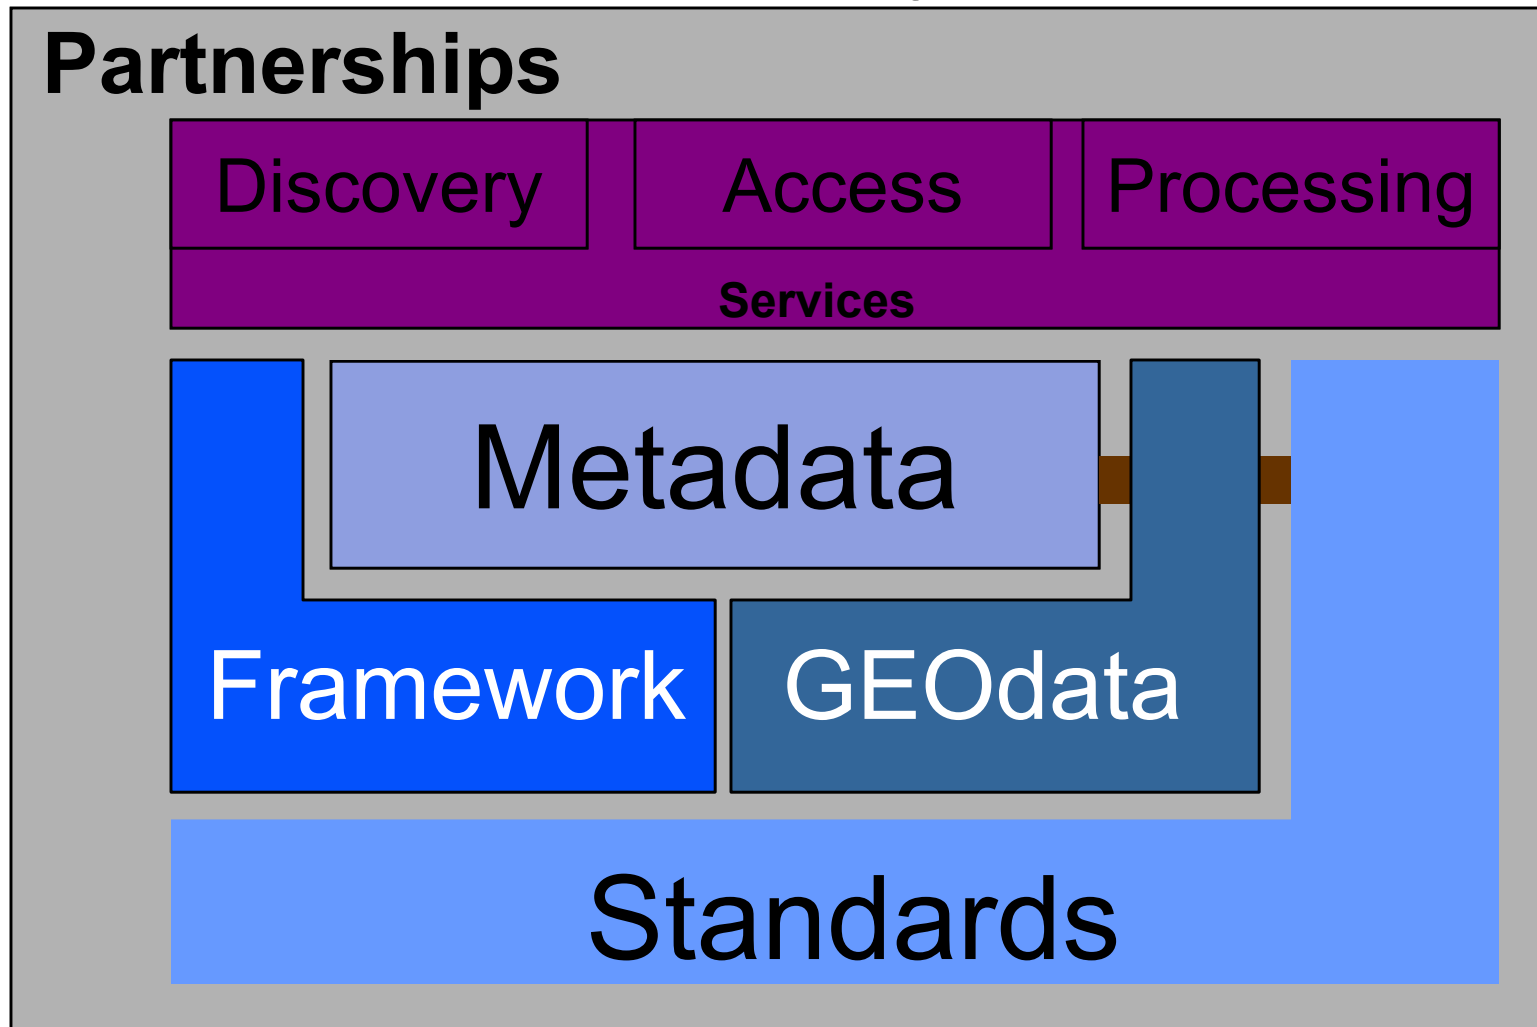 Partnerships
Discovery Access Processing
Services
Metadata
Framework GEOdata
Standards